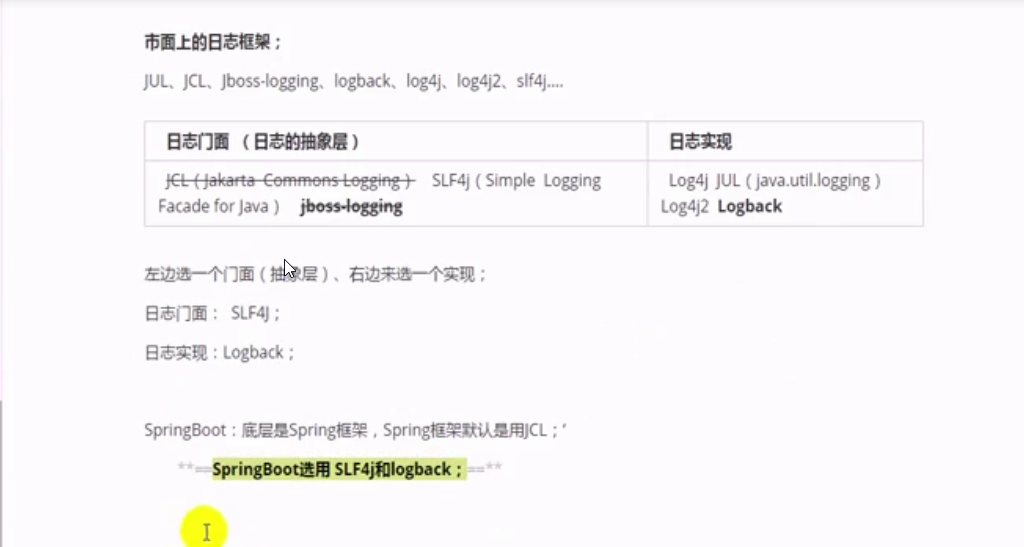 市面上的日志框架；
JUL、JCL、Jboss-logging、logback、log4j、log4j2、slf4j....
日志门面 （日志的抽象层） 日志实现
JCL（Jakarta Commons Logging） SLF4j（Simple Logging Facade for Java） jboss-logging
Log4j JUL（java.util.logging） Log4j2 Logback
左边选一个门面（抽象层）、右边来选一个实现；
日志门面： SLF4J；
日志实现：Logback；
SpringBoot：底层是Spring框架，Spring框架默认是用JCL；‘
**==SpringBoot选用 SLF4j和logback；==**